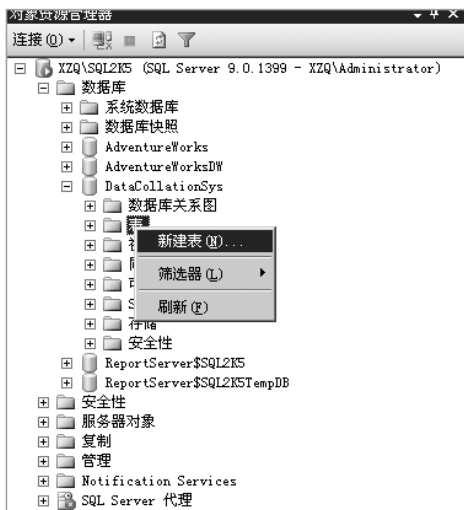 对象资源管理器
连接(O)
XZQ\SQL2K5 (SQL Server 9.0.1399 - XZQ\Administrator)
数据库
系统数据库
数据库快照
AdventureWorks
AdventureWorksDW
DataCollationSys
数据库关系图
表
新建表(N)...
筛选器(L)
刷新(F)
存储
安全性
ReportServer$SQL2K5
ReportServer$SQL2K5TempDB
安全性
服务器对象
复制
管理
Notification Services
SQL Server 代理